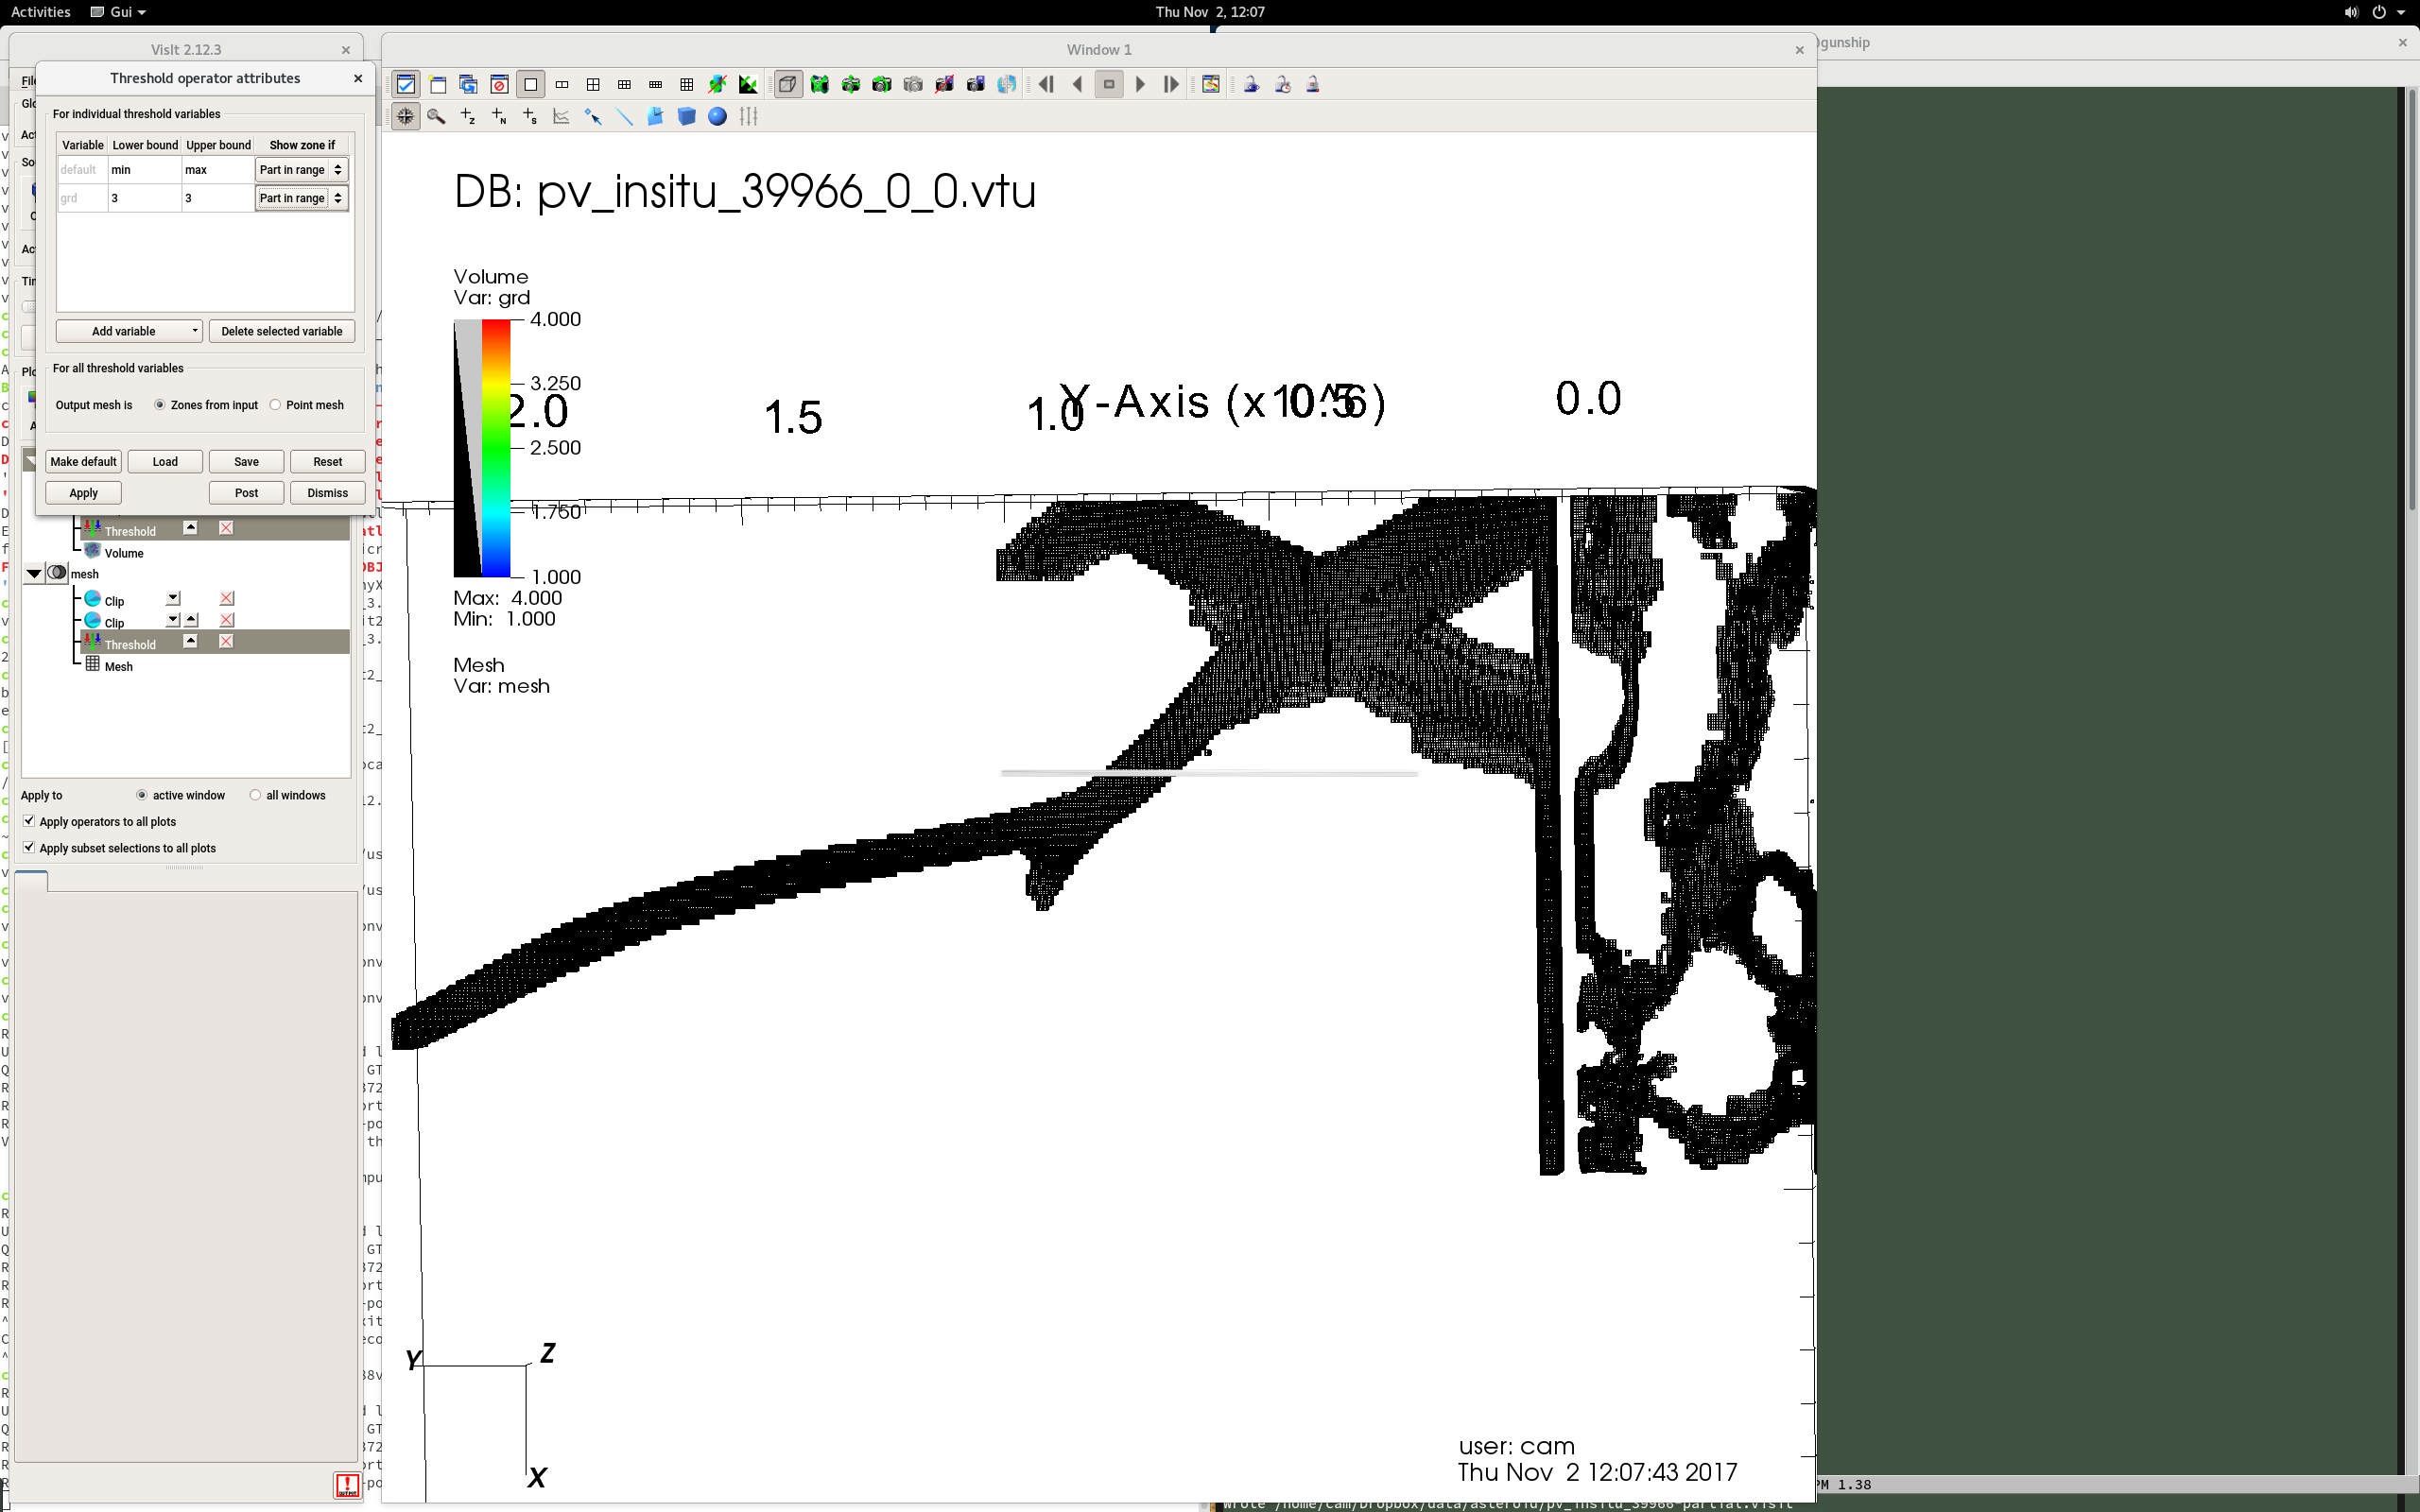 Activities Gui Thu Nov 2, 12:07
VisIt 2.12.3
Window 1
gunship
Threshold operator attributes
For individual threshold variables
Variable Lower bound Upper bound Show zone if
default min max Part in range
grd 3 3 Part in range
Add variable Delete selected variable
For all threshold variables
Output mesh is Zones from input Point mesh
Make default Load Save Reset
Apply Post Dismiss
Threshold
Volume
mesh
Clip
Clip
Threshold
Mesh
Apply to active window all windows
Apply operators to all plots
Apply subset selections to all plots
DB: pv_insitu_39966_0_0.vtu
Volume
Var: grd
4.000
3.250
2.500
1.750
1.000
Max: 4.000
Min: 1.000
Mesh
Var: mesh
2.0 1.5 1.0 0.5 0.0
Y-Axis (x10^6)
Y Z
X
user: cam
Thu Nov 2 12:07:43 2017
PM 1.38
Wrote /home/cam/Dropbox/data/asteroid/pv_insitu_39966-partial.visit